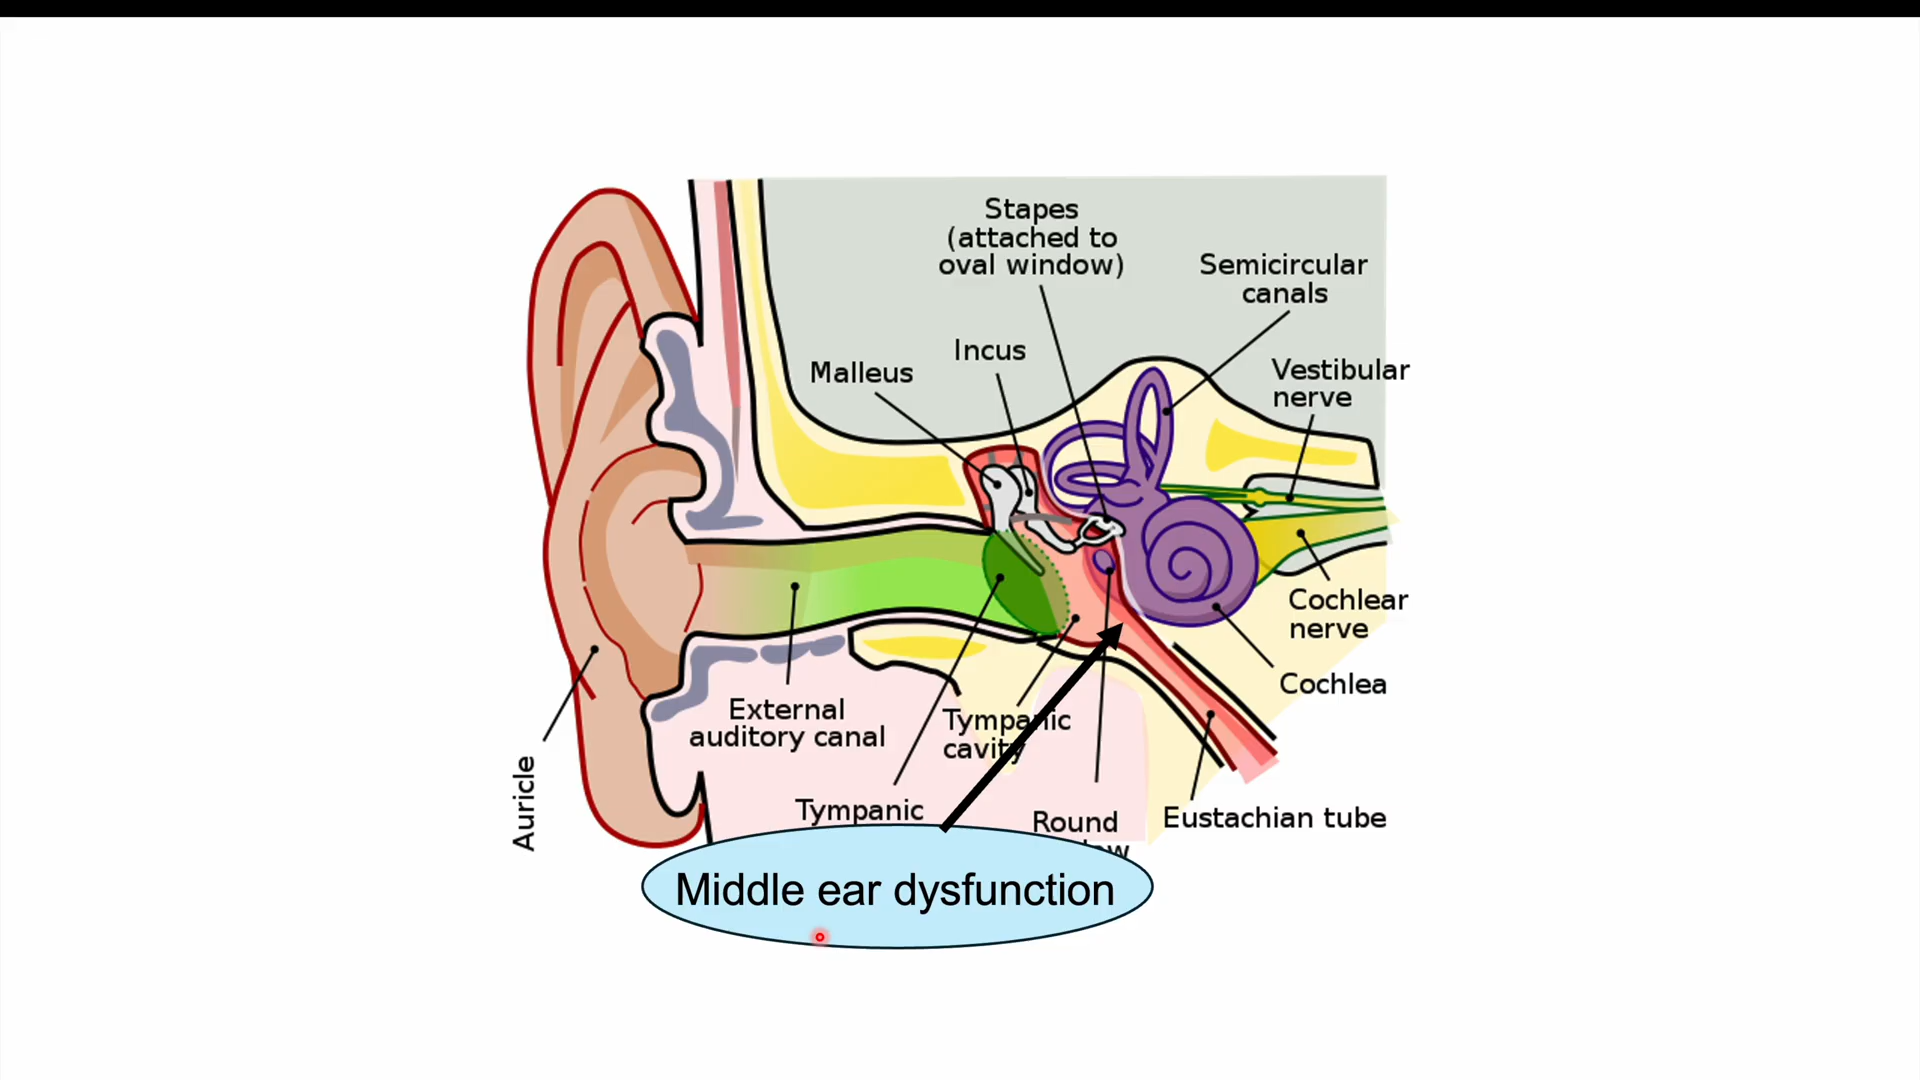 Stapes
(attached to
oval window)
Semicircular
canals
Incus
Malleus
Vestibular
nerve
Cochlear
nerve
Cochlea
External
auditory canal
Tympanic
cavity
Auricle
Tympanic
Round
Eustachian tube
Middle ear dysfunction